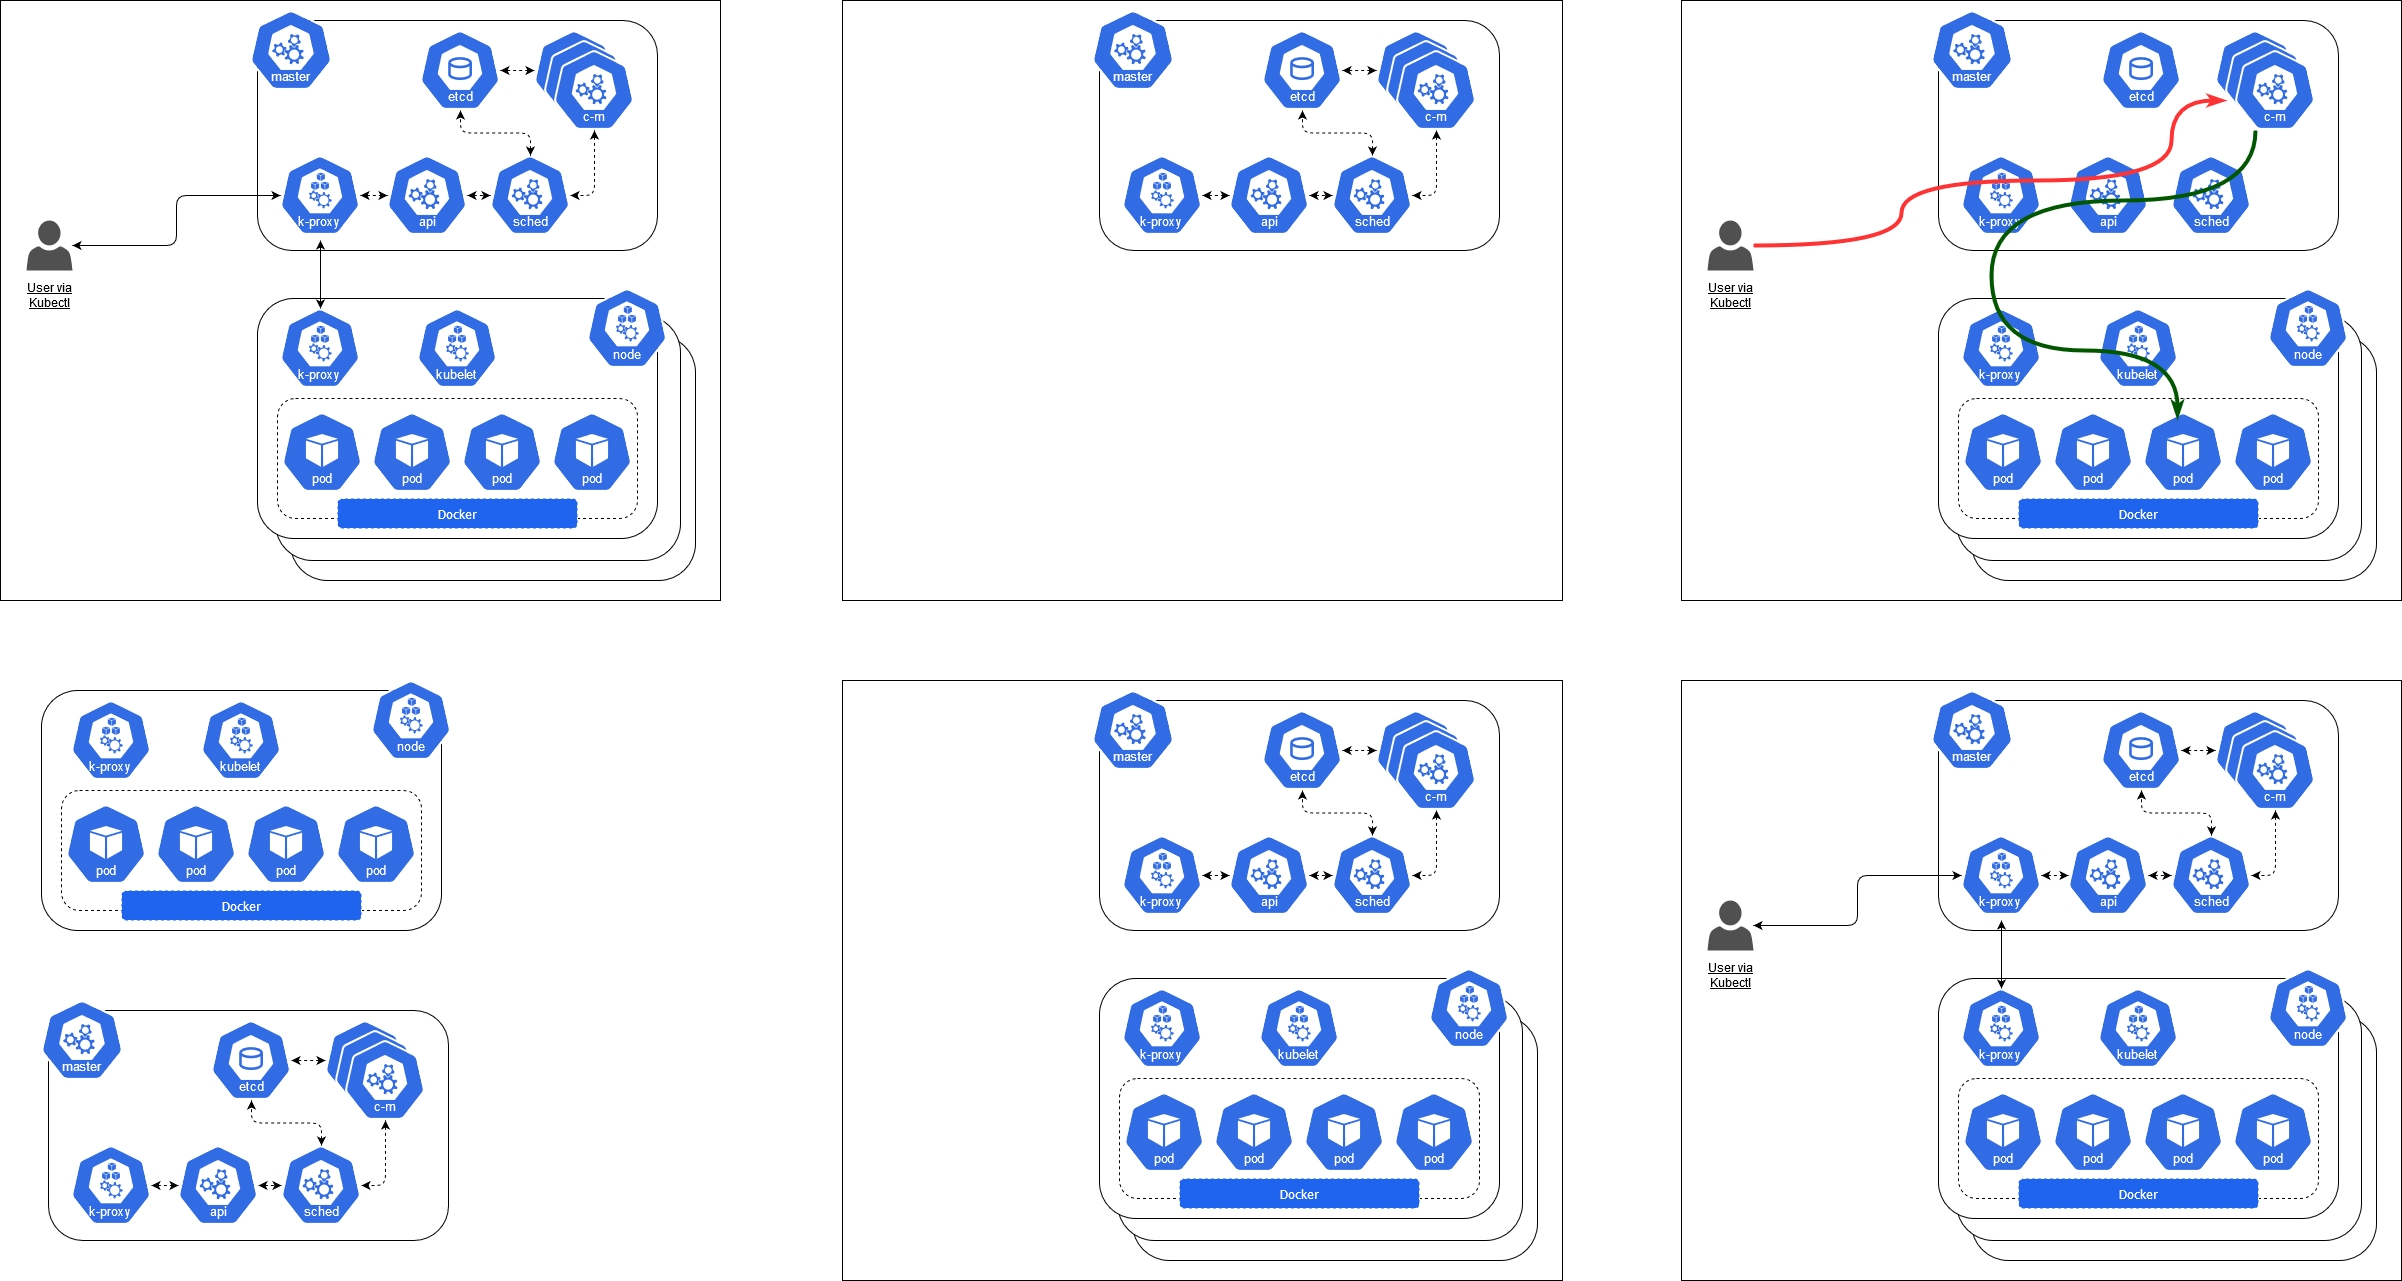 master
etcd
c-m
k-proxy
api
sched
User via
Kubectl
node
k-proxy
kubelet
pod
pod
pod
pod
Docker
master
etcd
c-m
k-proxy
api
sched
master
etcd
c-m
k-proxy
api
sched
User via
Kubectl
node
k-proxy
kubelet
pod
pod
pod
pod
Docker
node
k-proxy
kubelet
pod
pod
pod
pod
Docker
master
etcd
c-m
k-proxy
api
sched
master
etcd
c-m
k-proxy
api
sched
node
k-proxy
kubelet
pod
pod
pod
pod
Docker
master
etcd
c-m
k-proxy
api
sched
User via
Kubectl
node
k-proxy
kubelet
pod
pod
pod
pod
Docker